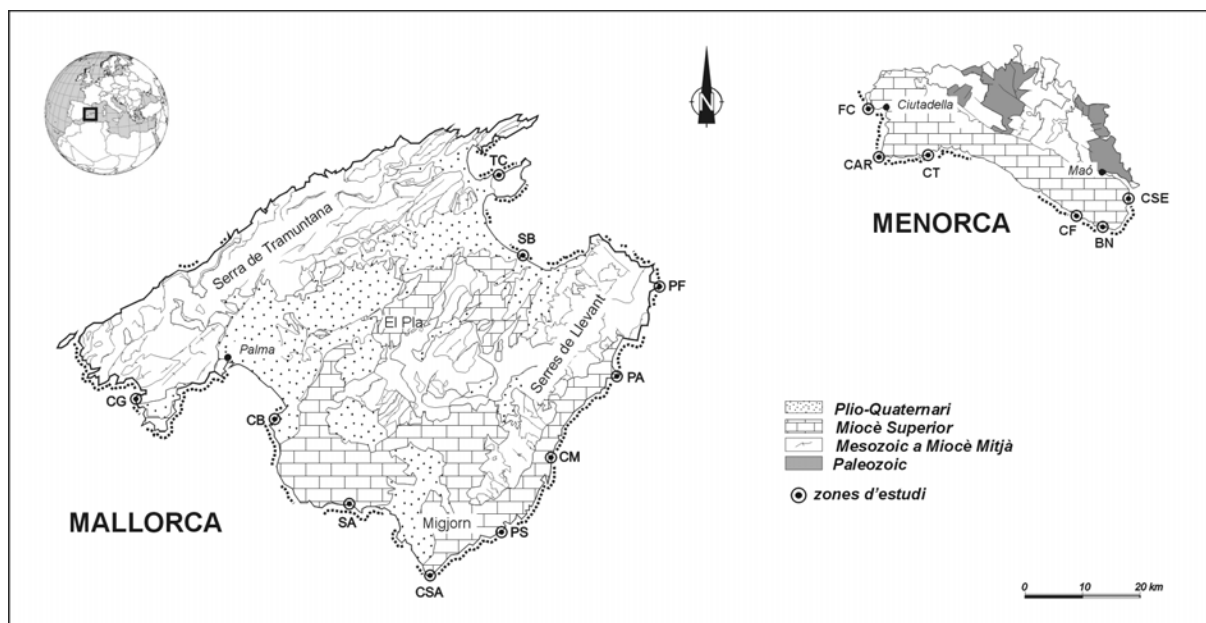 N
FC
Ciutadella
CAR
CT
Maó
CSE
MENORCA
CF
BN
TC
Serra de Tramuntana
SB
PF
El Pla
Serres de Llevant
Palma
PA
CG
CB
CM
MALLORCA
SA
Migjorn
PS
CSA
Plio-Quaternari
Miocè Superior
Mesozoic a Miocè Mitjà
Paleozoic
zones d'estudi
0 10 20 km